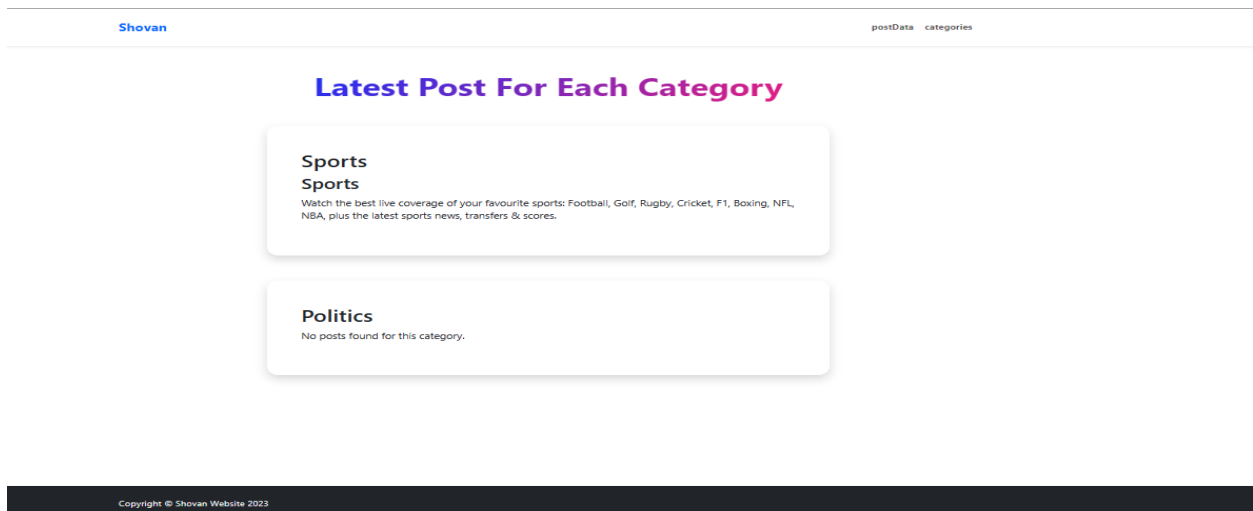 Shovan
postData categories
Latest Post For Each Category
Sports
Sports
Watch the best live coverage of your favourite sports: Football, Golf, Rugby, Cricket, F1, Boxing, NFL,
NBA, plus the latest sports news, transfers & scores.
Politics
No posts found for this category.
Copyright © Shovan Website 2023